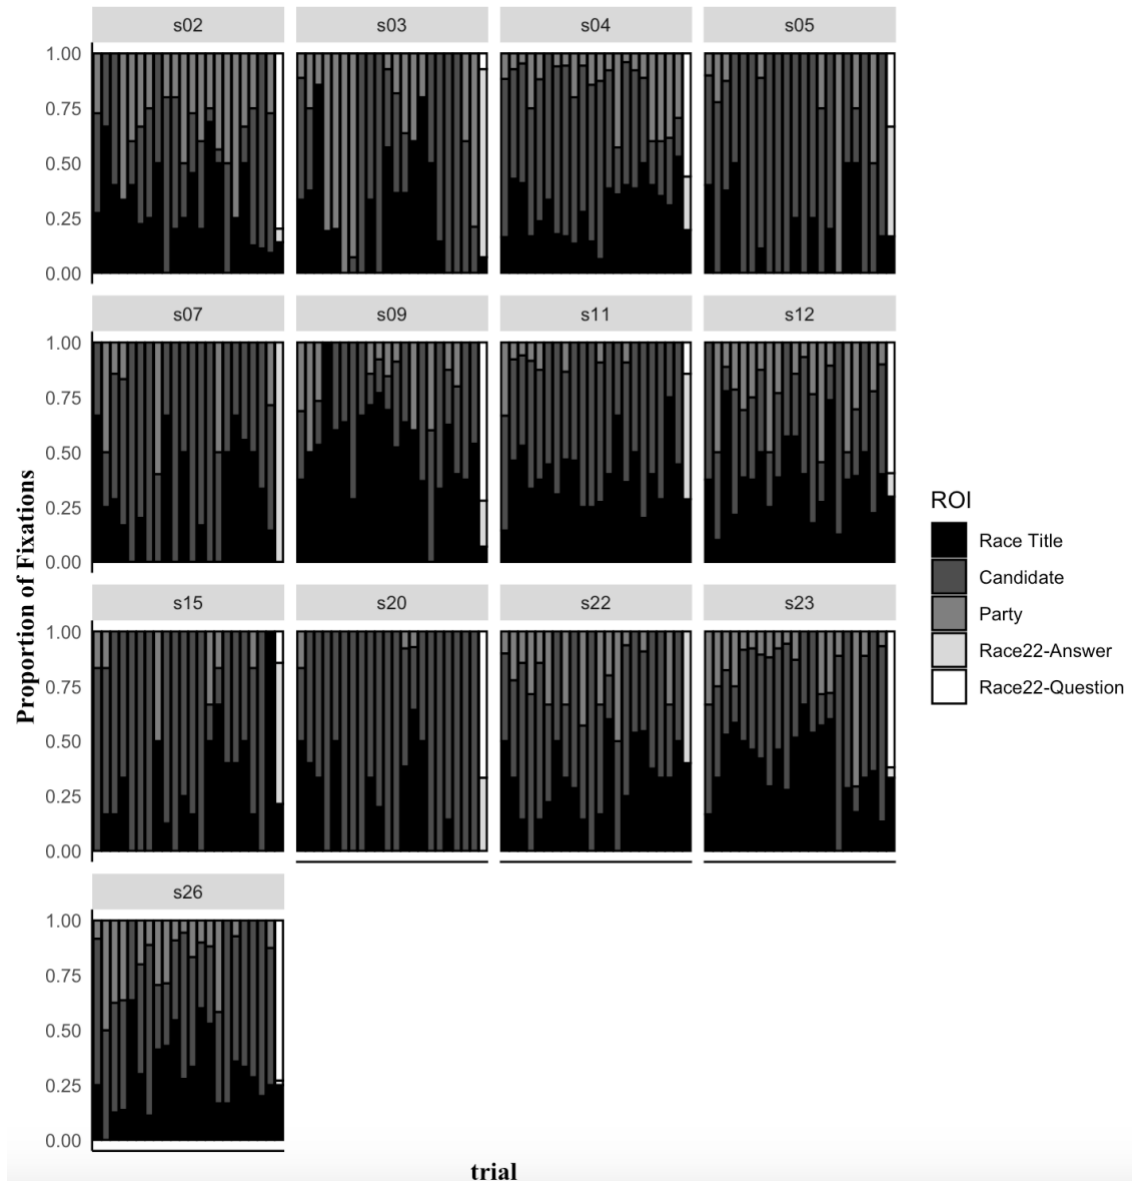 s02 s03 s04 s05
1.00
0.75
0.50
0.25
0.00
s07 s09 s11 s12
1.00
0.75
0.50
0.25
0.00
s15 s20 s22 s23
1.00
0.75
0.50
0.25
0.00
s26
1.00
0.75
0.50
0.25
0.00
Proportion of Fixations
trial
ROI
Race Title
Candidate
Party
Race22-Answer
Race22-Question